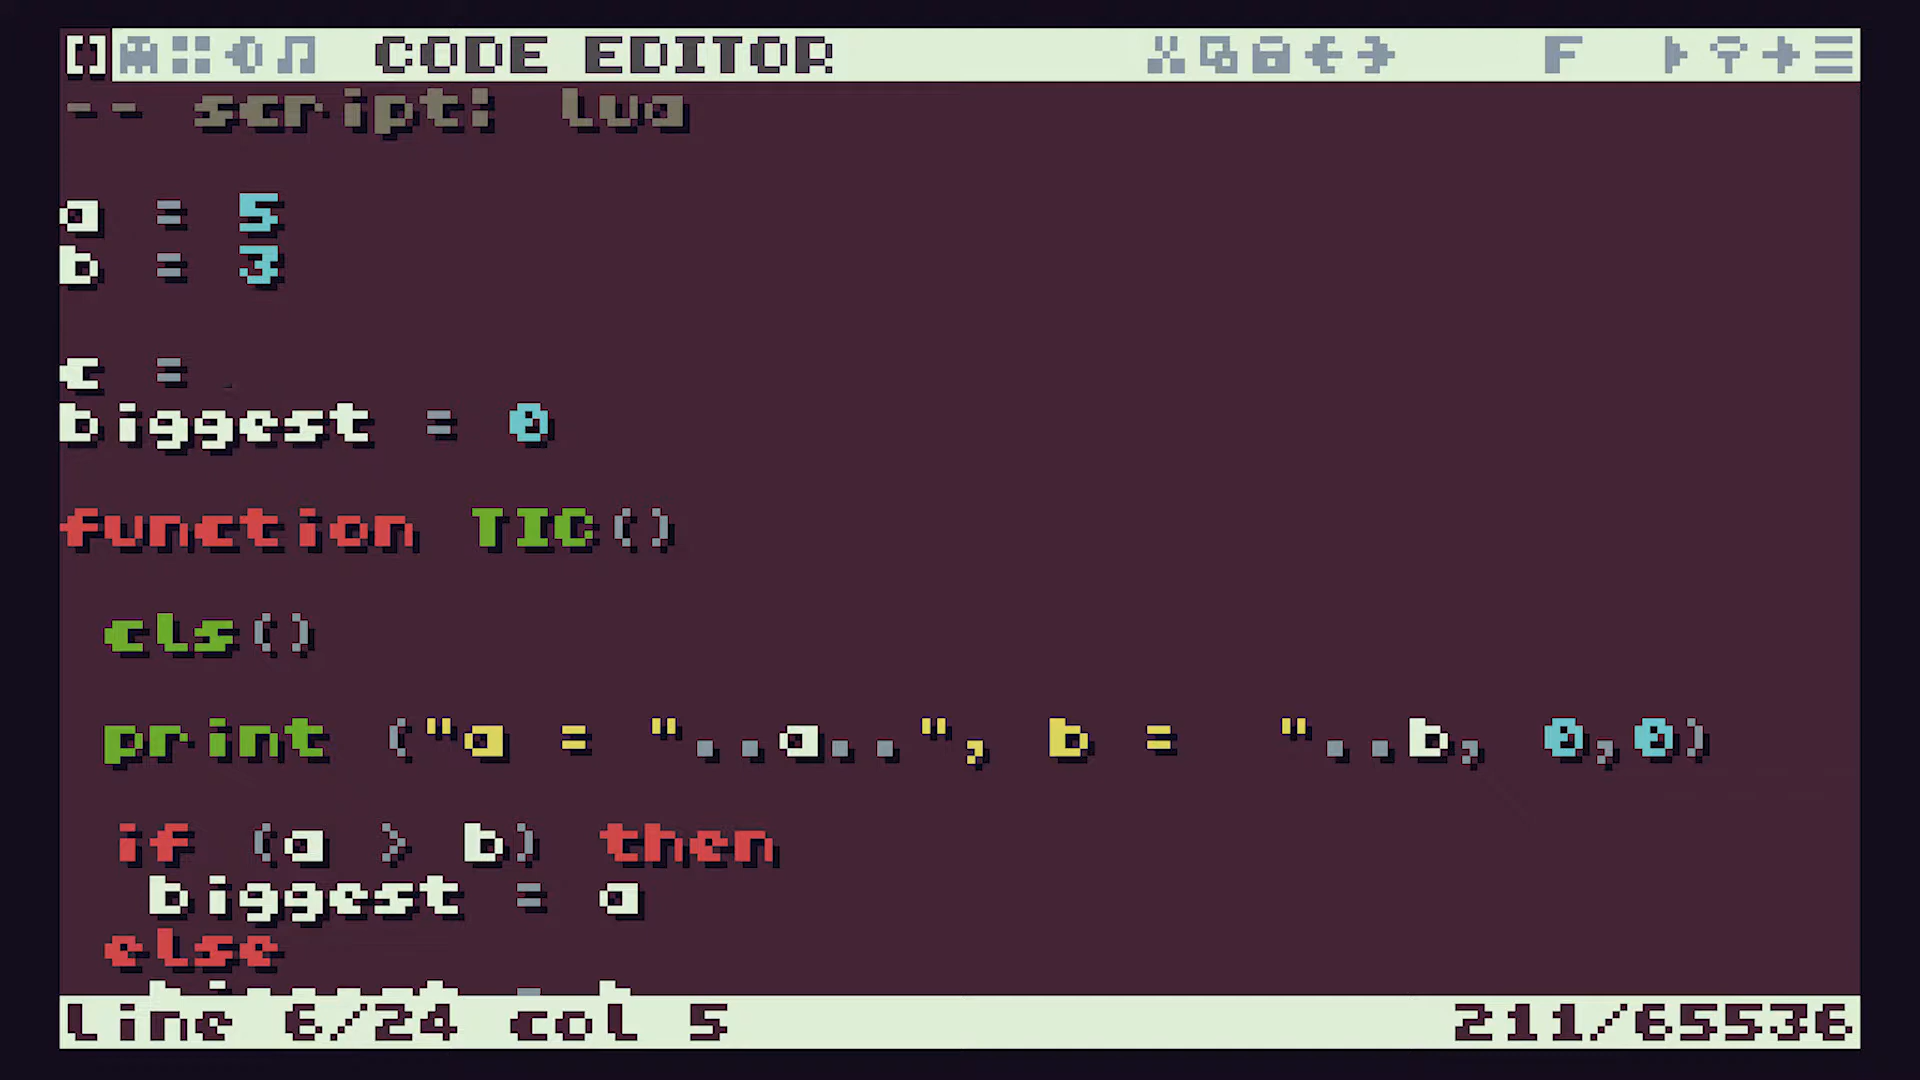 CODE EDITOR F
-- script: lua
a = 5
b = 3
c =
biggest = 0
function TIC()
cls()
print ("a = "..a..", b =  "..b, 0,0)
if (a > b) then
biggest = a
else
line 6/24 col 5 211/65536